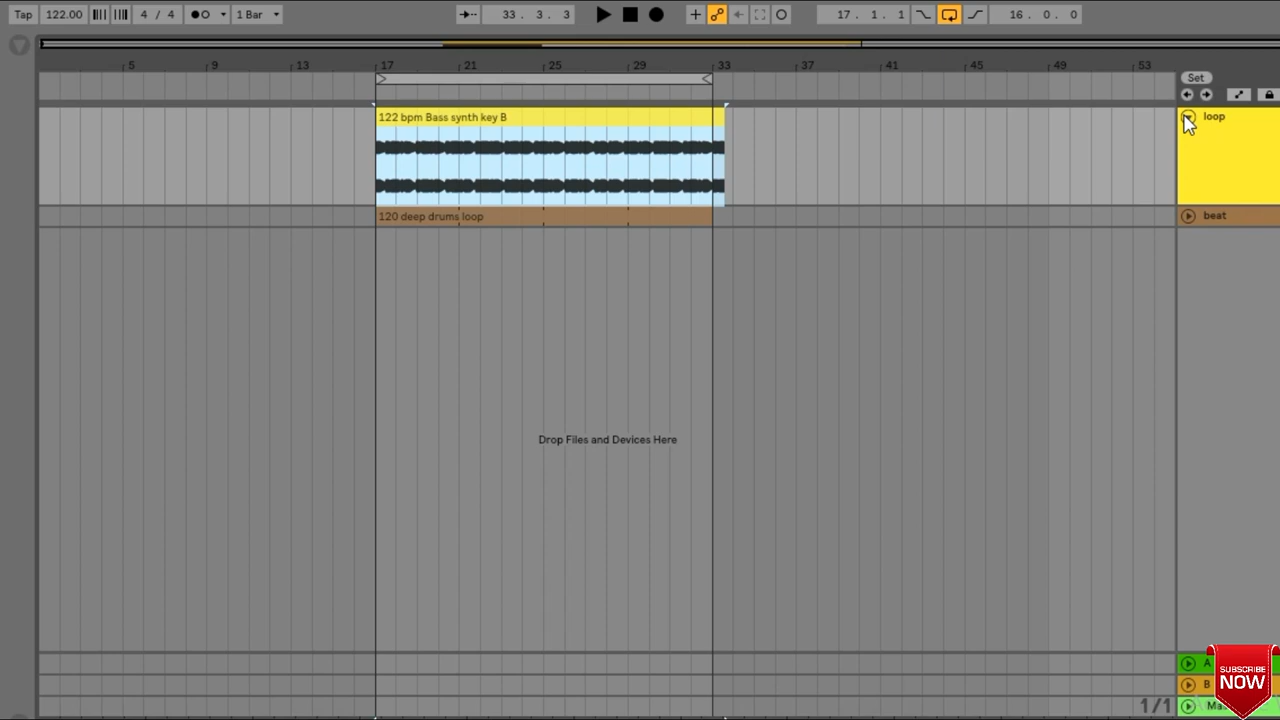 Tap 122.00 4 / 4 1 Bar 33. 3. 3 17. 1. 1 16. 0. 0
5 9 13 17 21 25 29 33 37 41 45 49 53
Set
122 bpm Bass synth key B
loop
120 deep drums loop
beat
Drop Files and Devices Here
A
B
SUBSCRIBE
NOW
1/1